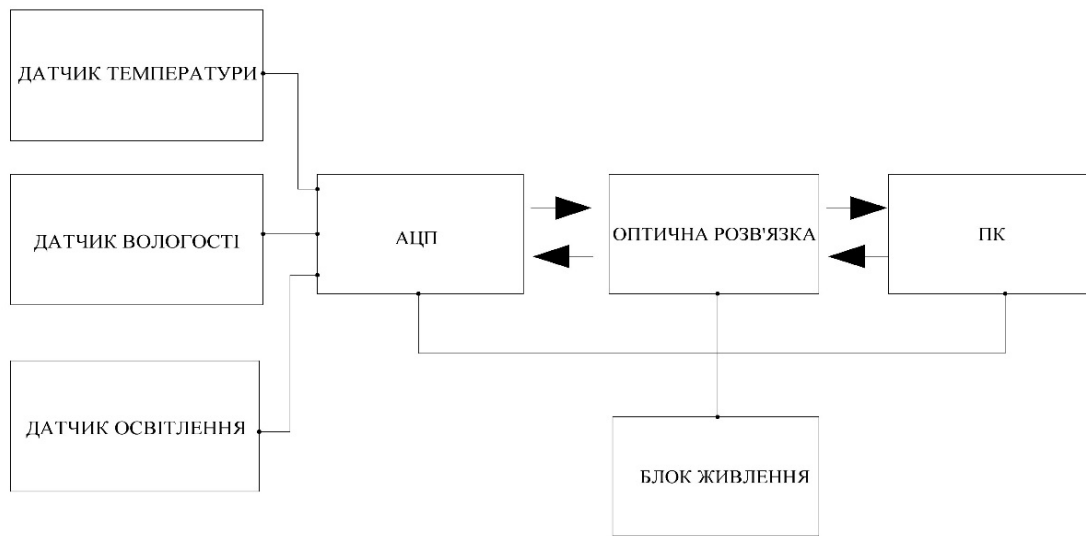 ДАТЧИК ТЕМПЕРАТУРИ
ДАТЧИК ВОЛОГОСТІ
АЦП
ОПТИЧНА РОЗВ'ЯЗКА
ПК
ДАТЧИК ОСВІТЛЕННЯ
БЛОК ЖИВЛЕННЯ